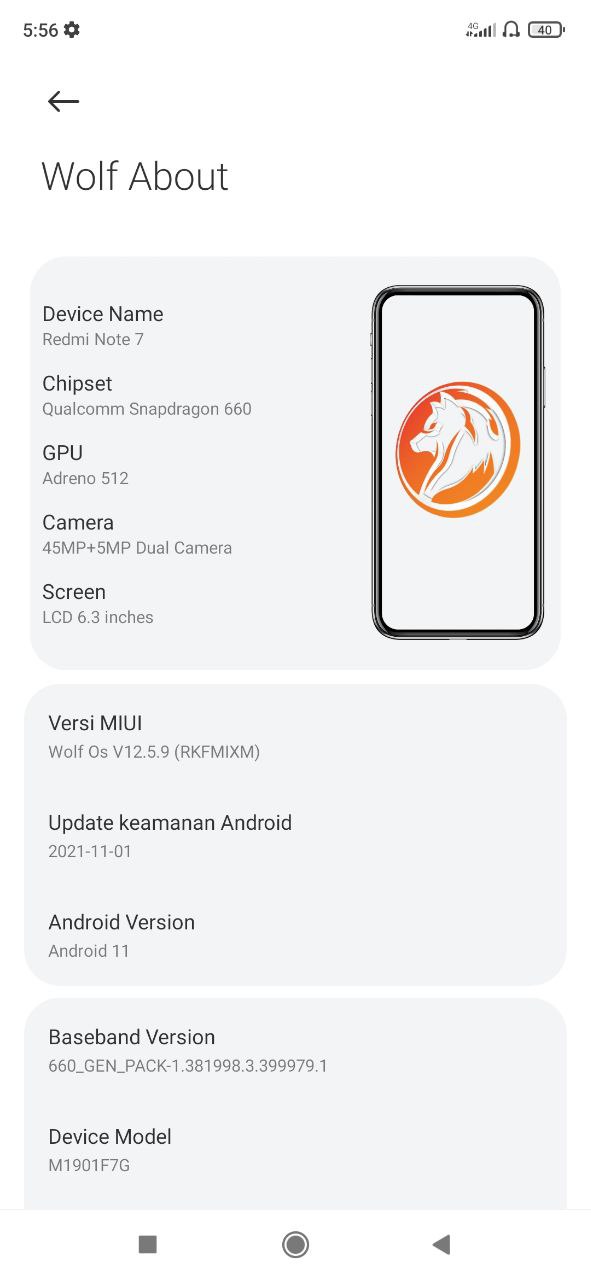 5:56
4G
40
Wolf About
Device Name
Redmi Note 7
Chipset
Qualcomm Snapdragon 660
GPU
Adreno 512
Camera
45MP+5MP Dual Camera
Screen
LCD 6.3 inches
Versi MIUI
Wolf Os V12.5.9 (RKFMIXM)
Update keamanan Android
2021-11-01
Android Version
Android 11
Baseband Version
660_GEN_PACK-1.381998.3.399979.1
Device Model
M1901F7G